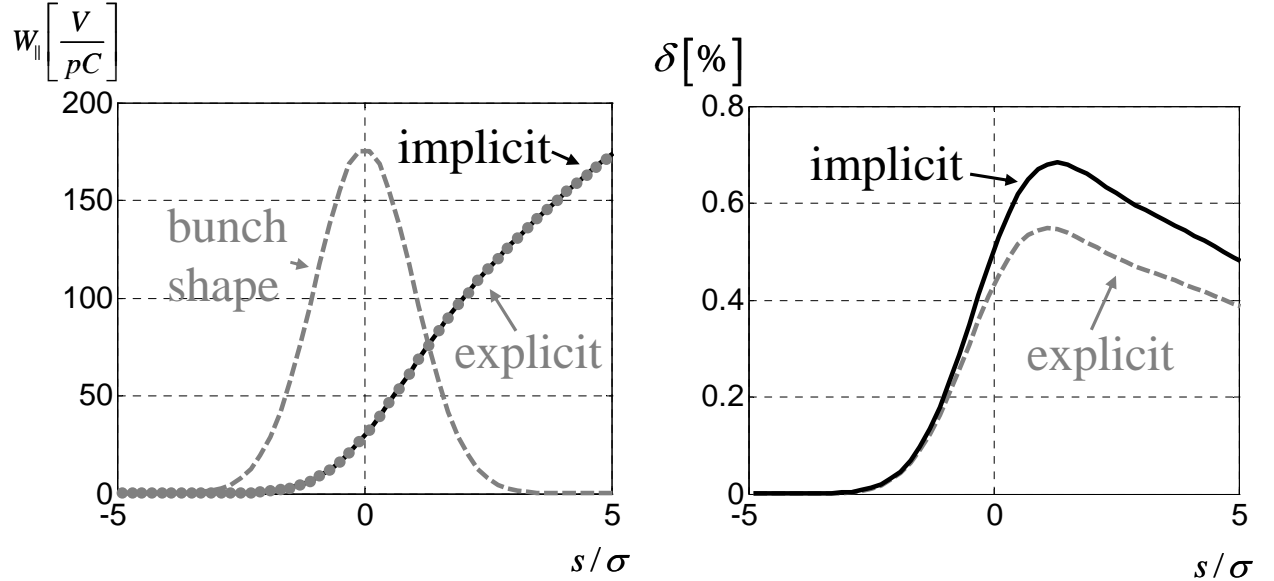 W∥ [V/pC]
200
150
100
50
0
-5
0
5
s/σ
implicit
bunch
shape
explicit
δ[%]
0.8
0.6
0.4
0.2
0
-5
0
5
s/σ
implicit
explicit